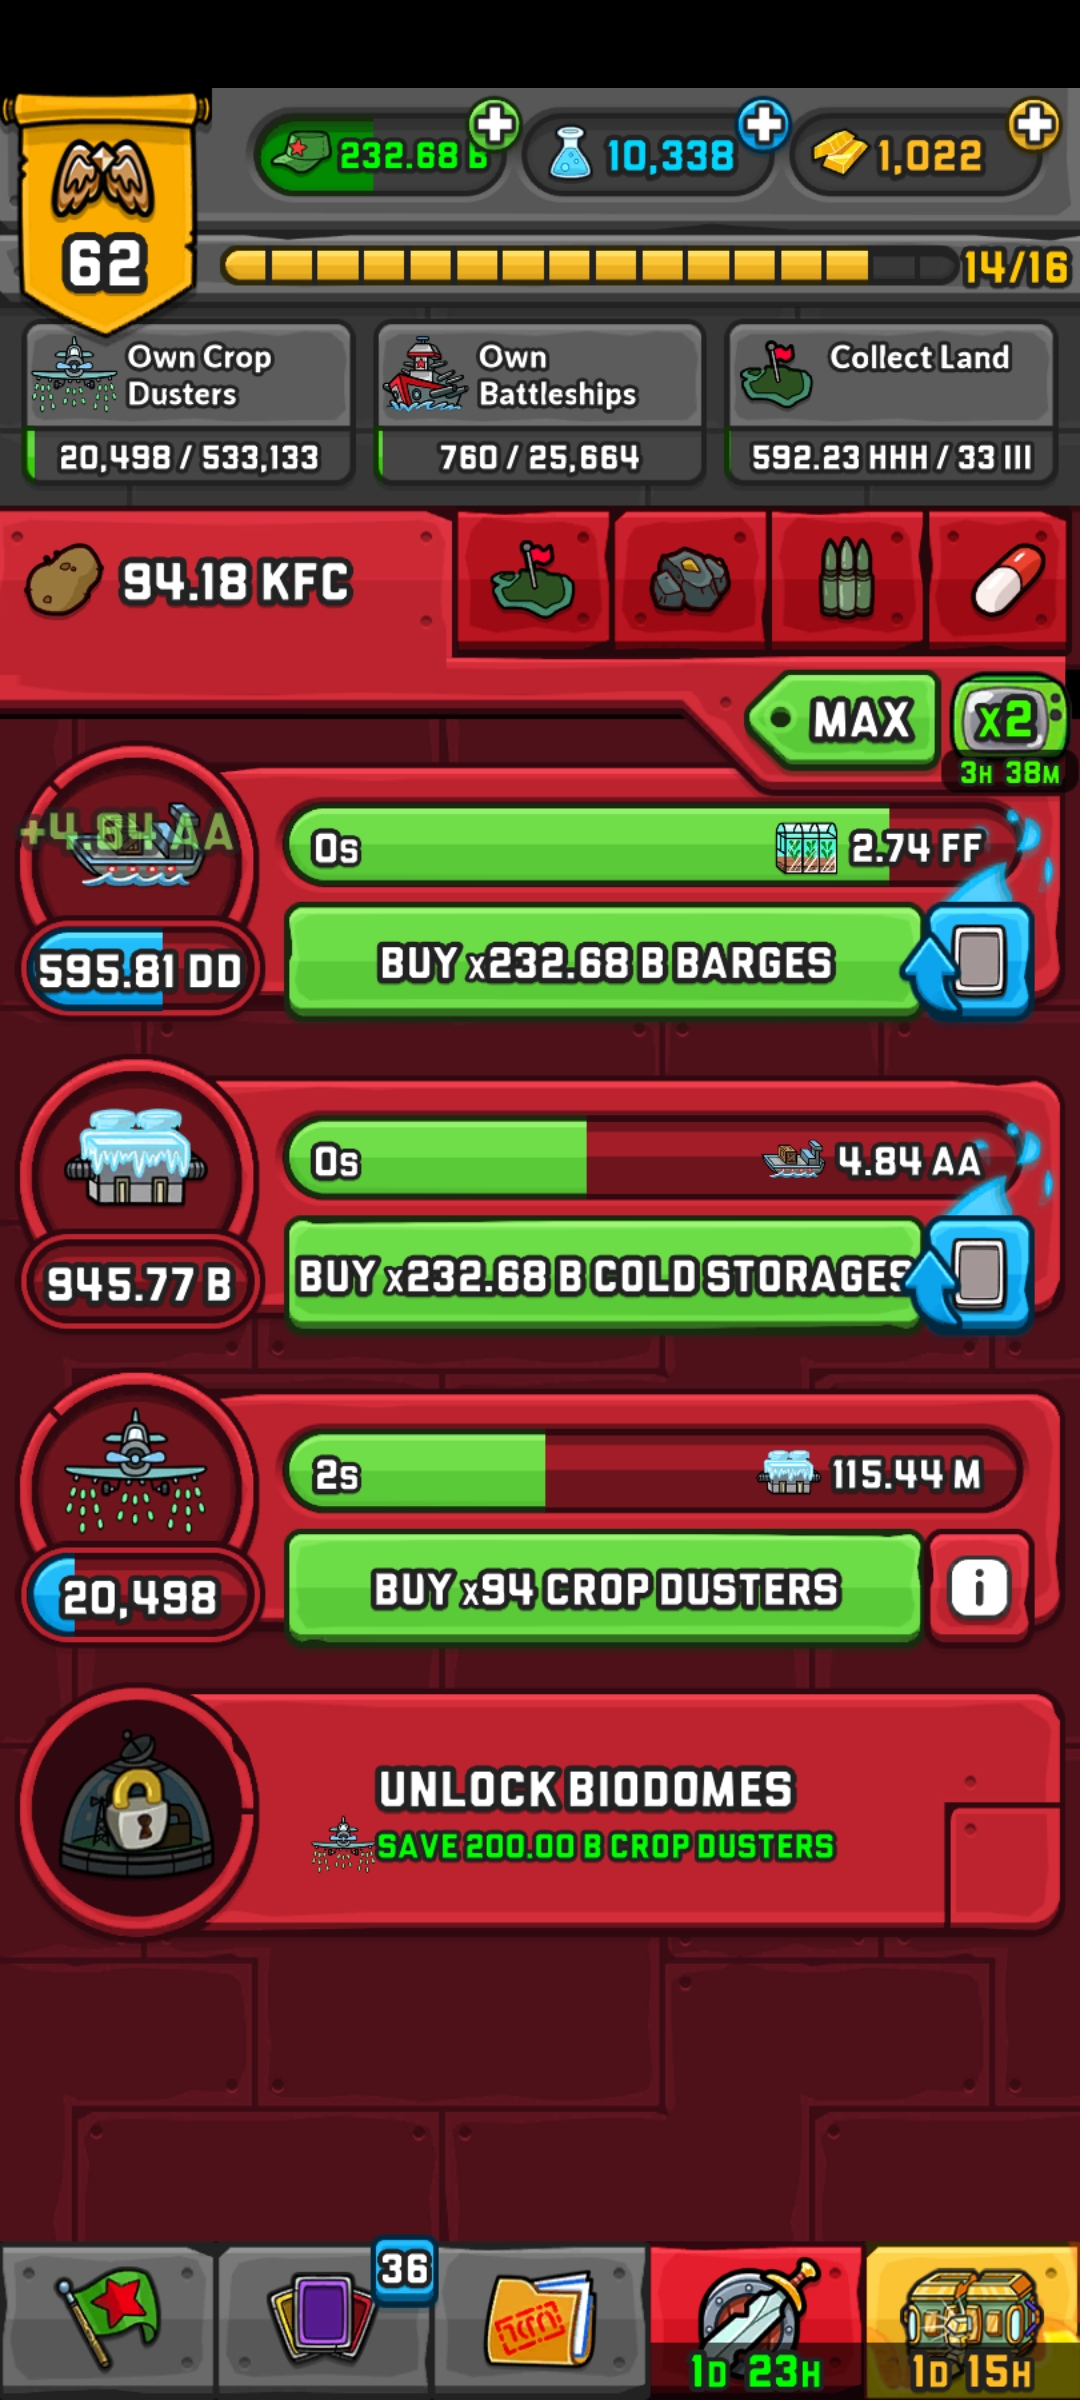 232.68 B
10,338
1,022
62
14/16
Own Crop
Dusters
20,498 / 533,133
Own
Battleships
760 / 25,664
Collect Land
592.23 HHH / 33 III
94.18 KFC
MAX
x2
3H 38M
+4.84 AA
0s
2.74 FF
595.81 DD
BUY x232.68 B BARGES
0s
4.84 AA
945.77 B
BUY x232.68 B COLD STORAGES
2s
115.44 M
20,498
BUY x94 CROP DUSTERS
i
UNLOCK BIODOMES
SAVE 200.00 B CROP DUSTERS
36
1D 23H
1D 15H